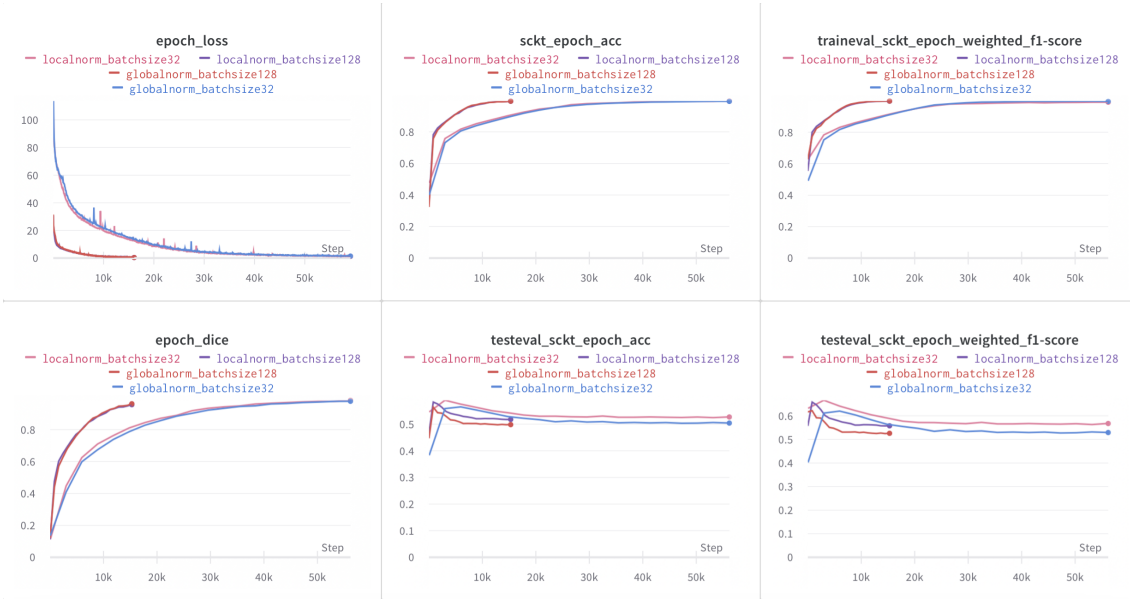 epoch_loss
localnorm_batchsize32 localnorm_batchsize128
globalnorm_batchsize128
globalnorm_batchsize32
100
80
60
40
20
0
Step
10k 20k 30k 40k 50k
sckt_epoch_acc
localnorm_batchsize32 localnorm_batchsize128
globalnorm_batchsize128
globalnorm_batchsize32
0.8
0.6
0.4
0.2
0
Step
10k 20k 30k 40k 50k
traineval_sckt_epoch_weighted_f1-score
localnorm_batchsize32 localnorm_batchsize128
globalnorm_batchsize128
globalnorm_batchsize32
0.8
0.6
0.4
0.2
0
Step
10k 20k 30k 40k 50k
epoch_dice
localnorm_batchsize32 localnorm_batchsize128
globalnorm_batchsize128
globalnorm_batchsize32
0.8
0.6
0.4
0.2
0
Step
10k 20k 30k 40k 50k
testeval_sckt_epoch_acc
localnorm_batchsize32 localnorm_batchsize128
globalnorm_batchsize128
globalnorm_batchsize32
0.5
0.4
0.3
0.2
0.1
0
Step
10k 20k 30k 40k 50k
testeval_sckt_epoch_weighted_f1-score
localnorm_batchsize32 localnorm_batchsize128
globalnorm_batchsize128
globalnorm_batchsize32
0.6
0.5
0.4
0.3
0.2
0.1
0
Step
10k 20k 30k 40k 50k